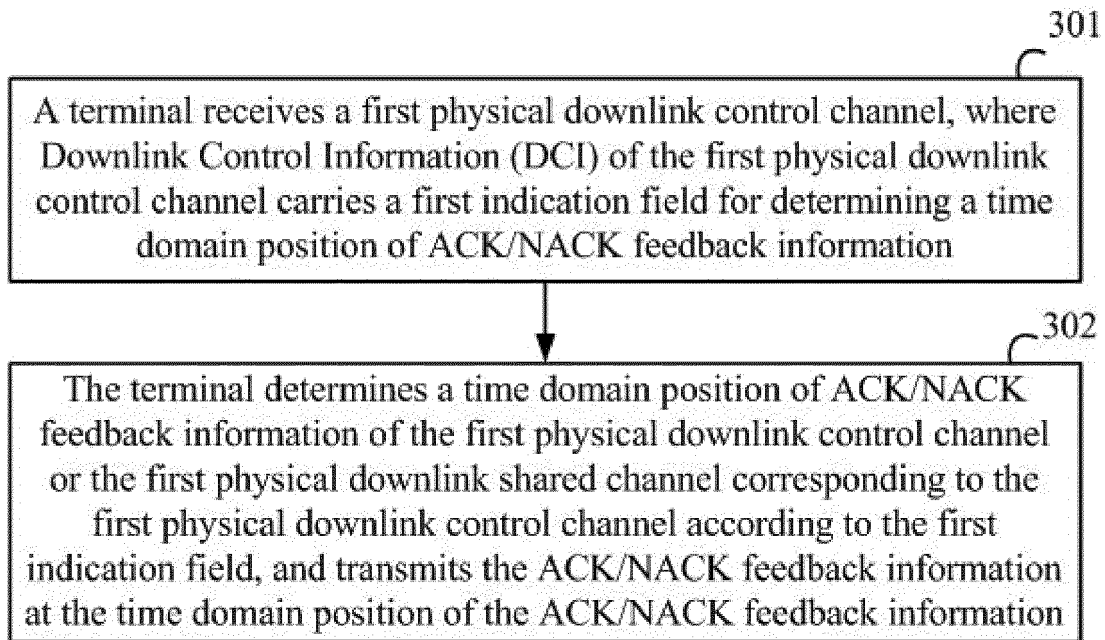 301
A terminal receives a first physical downlink control channel, where
Downlink Control Information (DCI) of the first physical downlink
control channel carries a first indication field for determining a time
domain position of ACK/NACK feedback information
302
The terminal determines a time domain position of ACK/NACK
feedback information of the first physical downlink control channel
or the first physical downlink shared channel corresponding to the
first physical downlink control channel according to the first
indication field, and transmits the ACK/NACK feedback information
at the time domain position of the ACK/NACK feedback information